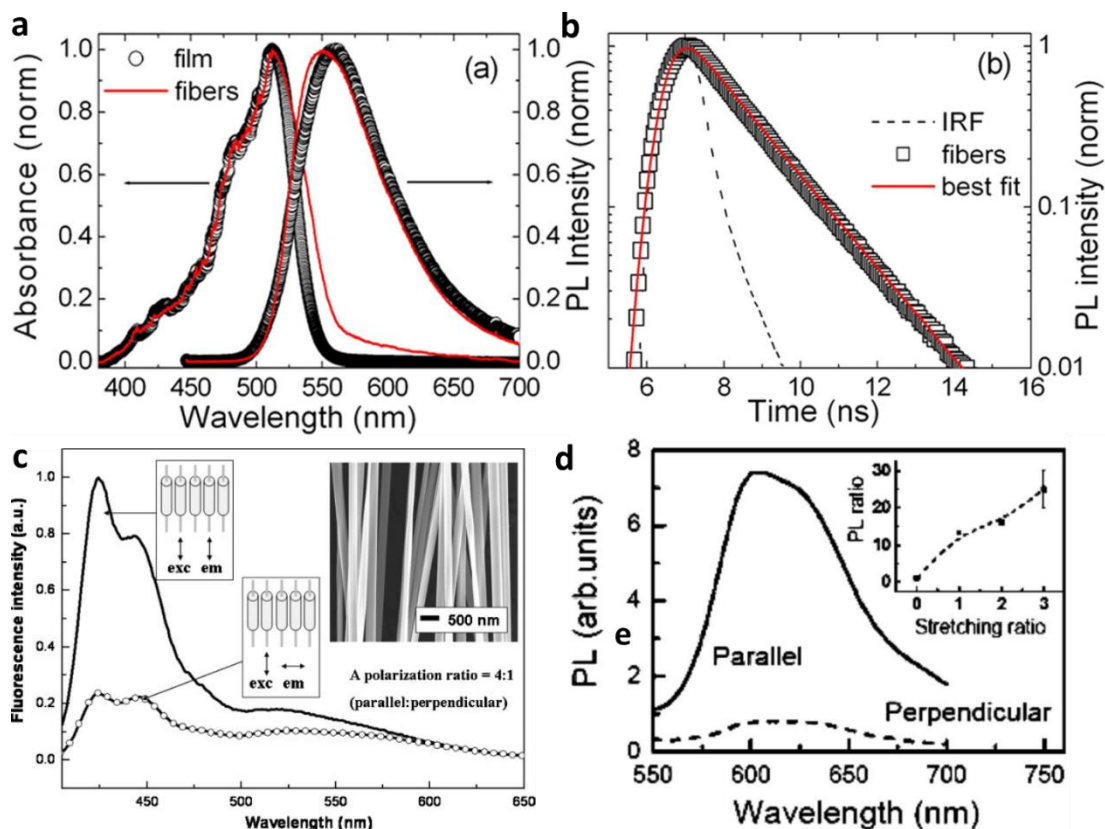 a
(a)
film
fibers
Absorbance (norm)
1.0
0.8
0.6
0.4
0.2
0.0
1.0
0.8
0.6
0.4
0.2
0.0
PL Intensity (norm)
400 450 500 550 600 650 700
Wavelength (nm)
b
(b)
IRF
fibers
best fit
1
0.1
0.01
PL intensity (norm)
6 8 10 12 14 16
Time (ns)
c
Fluorescence intensity (a.u.)
1.0
0.8
0.6
0.4
0.2
0.0
exc em
exc em
500 nm
A polarization ratio = 4:1
(parallel:perpendicular)
450 500 550 600 650
Wavelength (nm)
d
e
PL (arb.units)
8
6
4
2
0
Parallel
Perpendicular
PL ratio
30
20
10
0
0 1 2 3
Stretching ratio
550 600 650 700 750
Wavelength (nm)